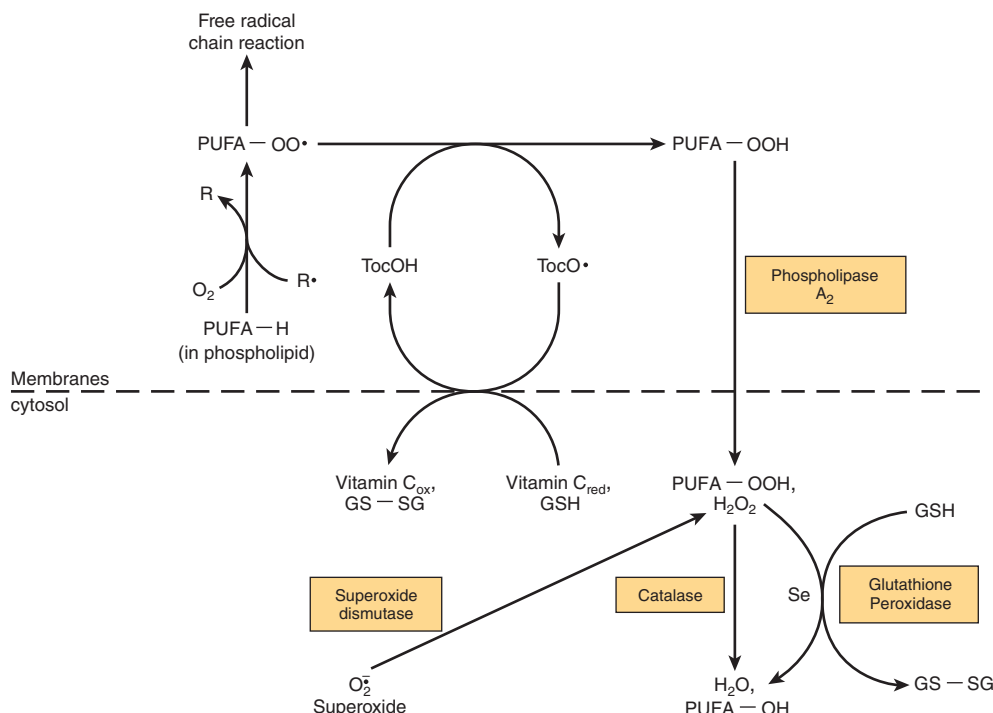 Free radical
chain reaction
PUFA — OO•
PUFA — OOH
R
TocOH
TocO•
Phospholipase
A₂
O₂
R•
PUFA — H
(in phospholipid)
Membranes
cytosol
Vitamin C_ox,
GS — SG
Vitamin C_red,
GSH
PUFA — OOH,
H₂O₂
GSH
Superoxide
dismutase
Catalase
Se
Glutathione
Peroxidase
O₂•̄
Superoxide
H₂O,
PUFA — OH
GS — SG